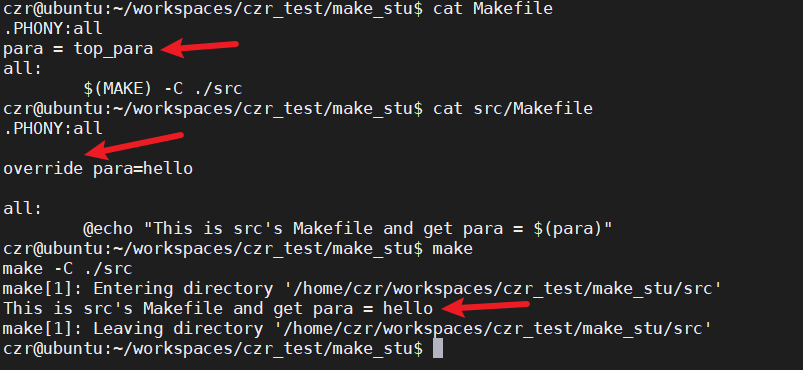 czr@ubuntu:~/workspaces/czr_test/make_stu$ cat Makefile
.PHONY:all
para = top_para
all:
        $(MAKE) -C ./src
czr@ubuntu:~/workspaces/czr_test/make_stu$ cat src/Makefile
.PHONY:all
override para=hello
all:
        @echo "This is src's Makefile and get para = $(para)"
czr@ubuntu:~/workspaces/czr_test/make_stu$ make
make -C ./src
make[1]: Entering directory '/home/czr/workspaces/czr_test/make_stu/src'
This is src's Makefile and get para = hello
make[1]: Leaving directory '/home/czr/workspaces/czr_test/make_stu/src'
czr@ubuntu:~/workspaces/czr_test/make_stu$